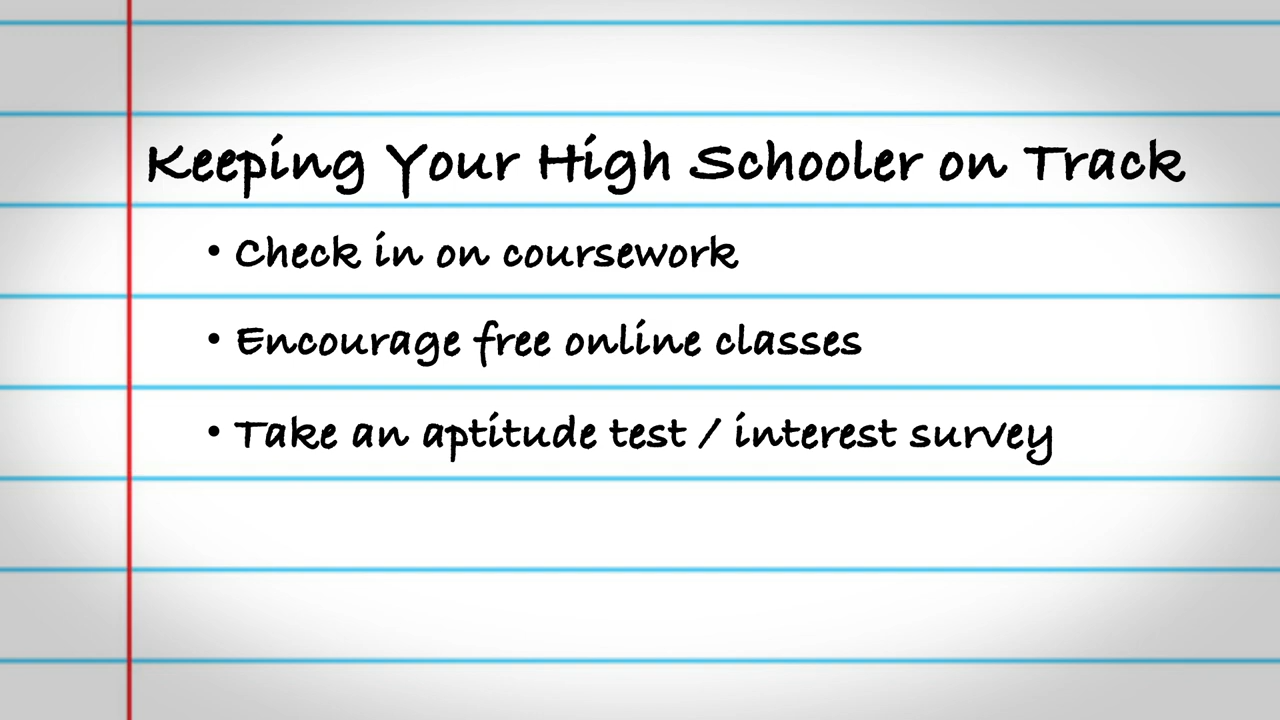 Keeping Your High Schooler on Track
• Check in on coursework
• Encourage free online classes
• Take an aptitude test / interest survey